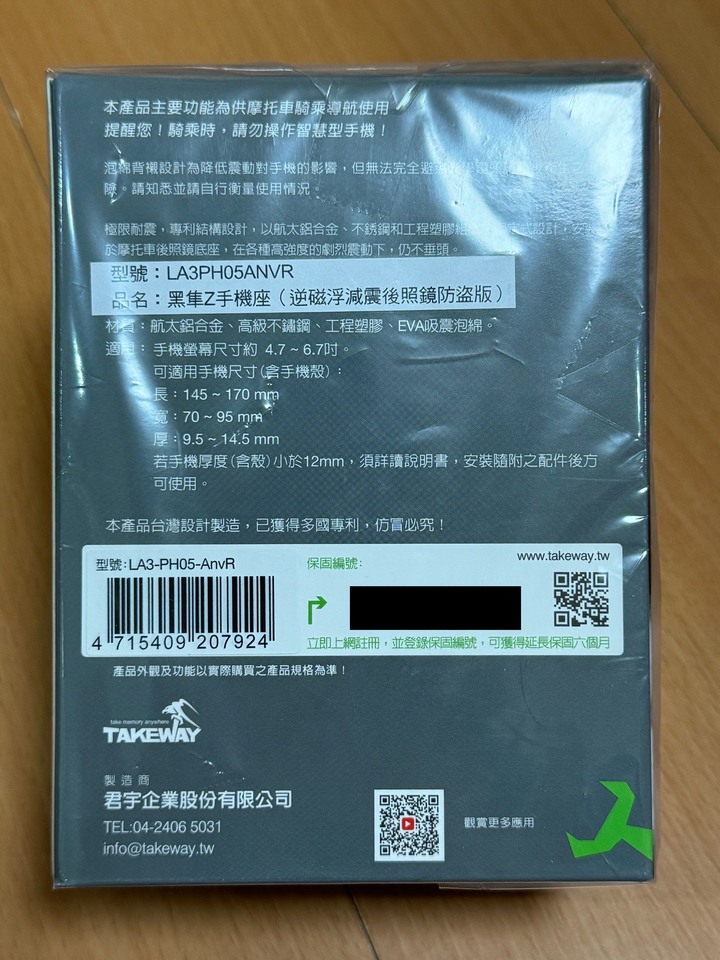 本產品主要功能為供摩托車騎乘導航使用
提醒您！騎乘時，請勿操作智慧型手機！
泡綿背襯設計為降低震動對手機的影響，但無法完全避
險。請知悉並請自行衡量使用情況。
極限耐震，專利結構設計，以航太鋁合金、不銹鋼和工程塑膠組 設計，安
於摩托車後照鏡底座，在各種高強度的劇烈震動下，仍不垂頭。
型號：LA3PH05ANVR
品名：黑隼Z手機座（逆磁浮減震後照鏡防盜版）
材質：航太鋁合金、高級不鏽鋼、工程塑膠、EVA吸震泡綿。
適用：手機螢幕尺寸約 4.7 ~ 6.7吋。
可適用手機尺寸(含手機殼)：
長：145 ~ 170 mm
寬：70 ~ 95 mm
厚：9.5 ~ 14.5 mm
若手機厚度(含殼)小於12mm，須詳讀說明書，安裝隨附之配件後方
可使用。
本產品台灣設計製造，已獲得多國專利，仿冒必究！
型號:LA3-PH05-AnvR
4 715409 207924
保固編號:
www.takeway.tw
立即上網註冊，並登錄保固編號，可獲得延長保固六個月
產品外觀及功能以實際購買之產品規格為準！
take memory anywhere
TAKEWAY
製造商
君宇企業股份有限公司
TEL:04-2406 5031
info@takeway.tw
觀賞更多應用